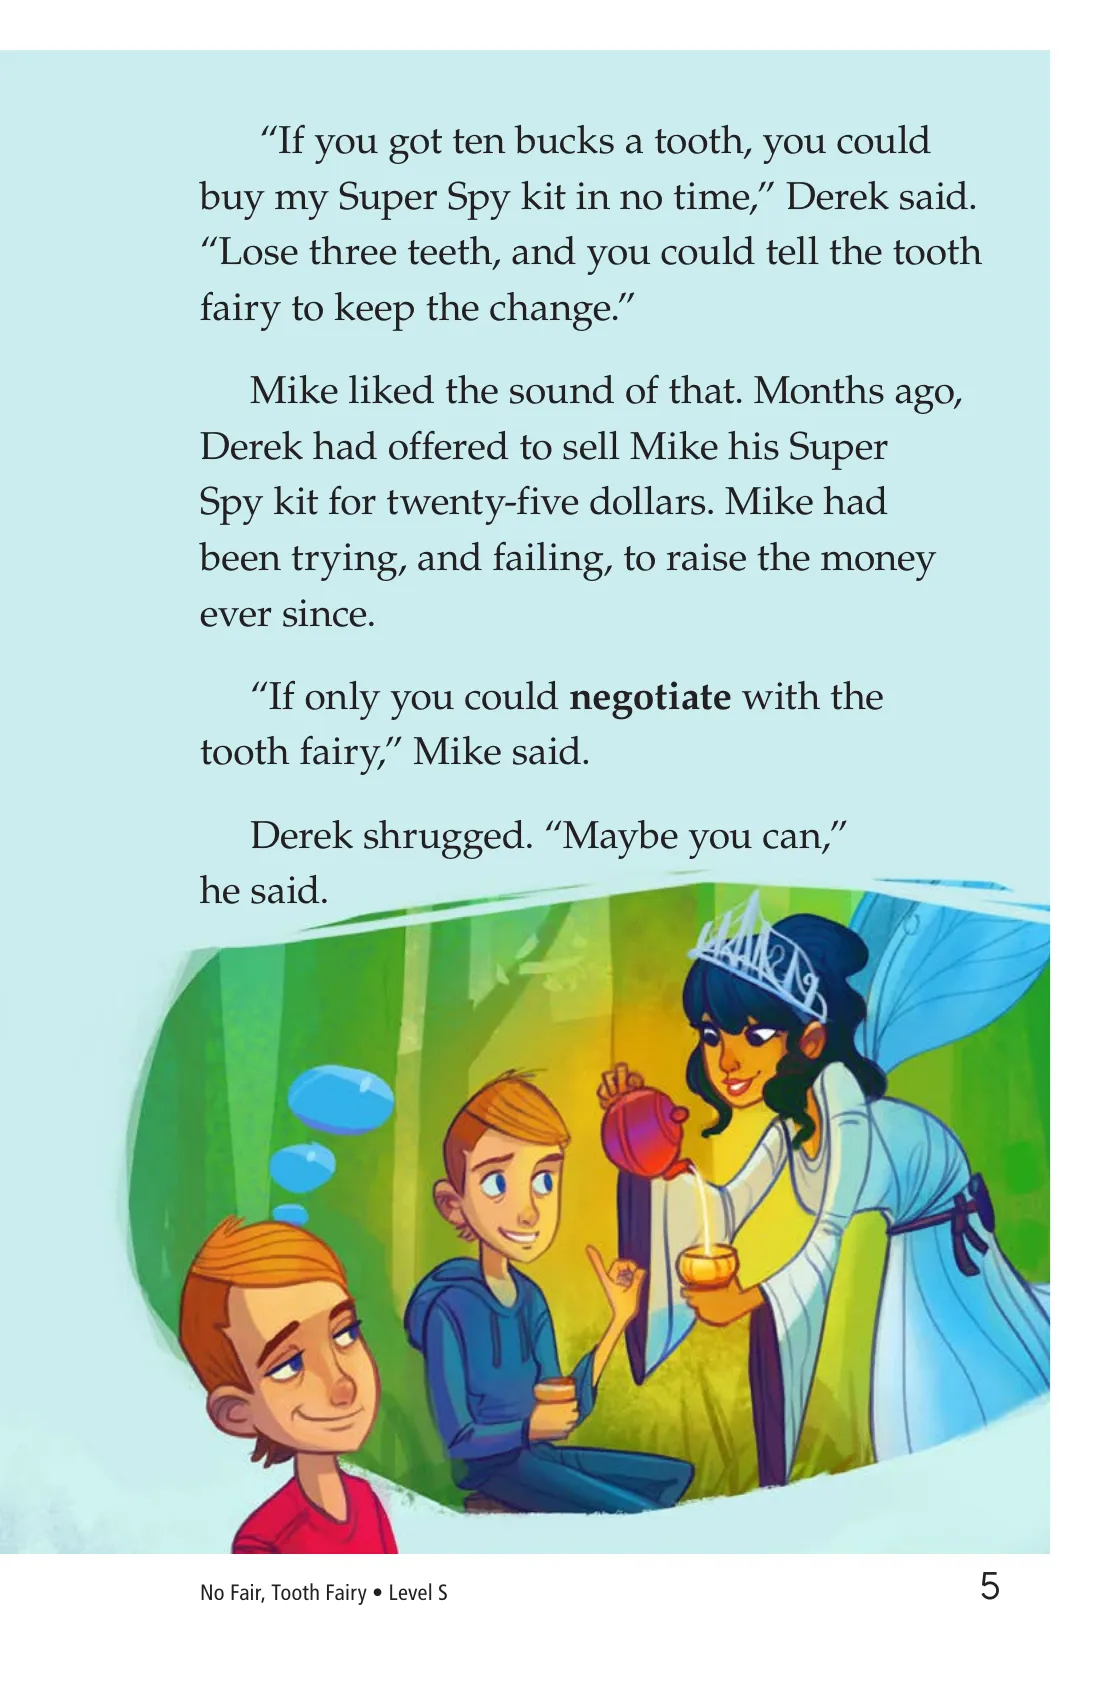 “If you got ten bucks a tooth, you could
buy my Super Spy kit in no time,” Derek said.
“Lose three teeth, and you could tell the tooth
fairy to keep the change.”
Mike liked the sound of that. Months ago,
Derek had offered to sell Mike his Super
Spy kit for twenty-five dollars. Mike had
been trying, and failing, to raise the money
ever since.
“If only you could negotiate with the
tooth fairy,” Mike said.
Derek shrugged. “Maybe you can,”
he said.
No Fair, Tooth Fairy • Level S
5